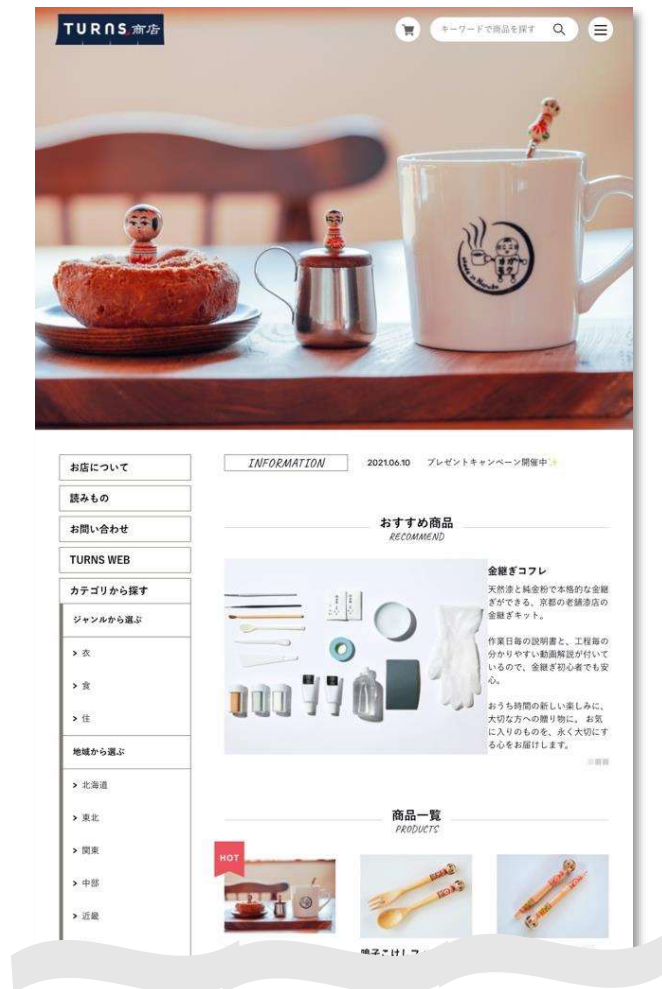 TURNS商店
キーワードで商品を探す
お店について
読みもの
お問い合わせ
TURNS WEB
カテゴリから探す
ジャンルから選ぶ
> 衣
> 食
> 住
地域から選ぶ
> 北海道
> 東北
> 関東
> 中部
> 近畿
INFORMATION
2021.06.10 プレゼントキャンペーン開催中✨
おすすめ商品
RECOMMEND
金継ぎコフレ
天然漆と純金粉で本格的な金継
ぎができる、京都の老舗漆店の
金継ぎキット。
作業日毎の説明書と、工程毎の
分かりやすい動画解説が付いて
いるので、金継ぎ初心者でも安
心。
おうち時間の新しい楽しみに、
大切な方への贈り物に。 お気
に入りのものを、永く大切にす
る心をお届けします。
商品一覧
PRODUCTS
HOT
鳴子こけしフォ